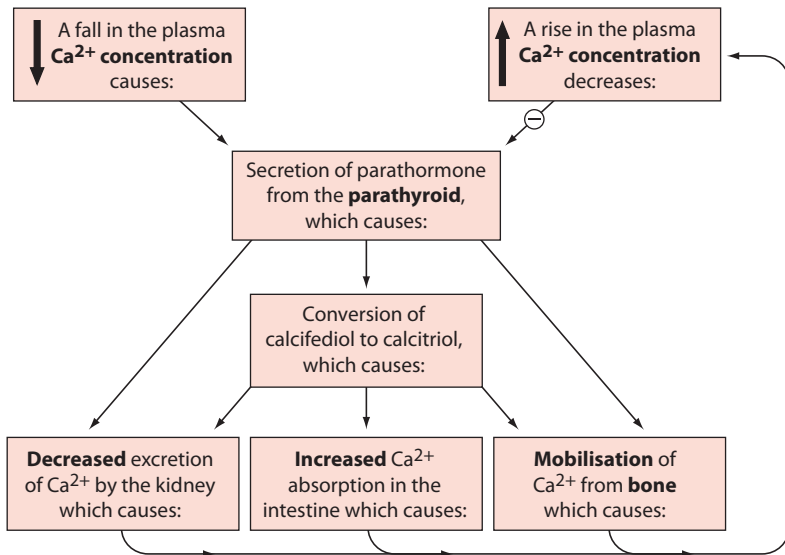 A fall in the plasma
Ca²⁺ concentration
causes:
A rise in the plasma
Ca²⁺ concentration
decreases:
−
Secretion of parathormone
from the parathyroid,
which causes:
Conversion of
calcifediol to calcitriol,
which causes:
Decreased excretion
of Ca²⁺ by the kidney
which causes:
Increased Ca²⁺
absorption in the
intestine which causes:
Mobilisation of
Ca²⁺ from bone
which causes: